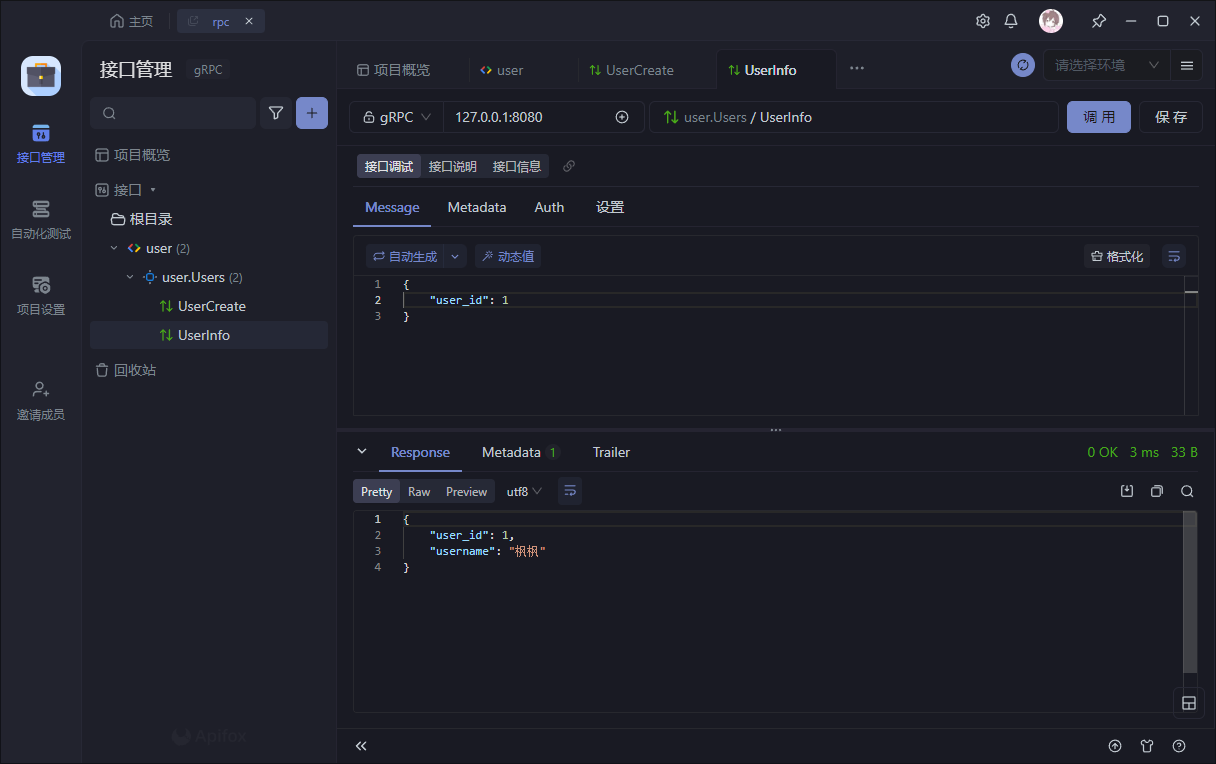 主页
rpc
接口管理
gRPC
接口管理
自动化测试
项目设置
邀请成员
项目概览
接口
根目录
user (2)
user.Users (2)
UserCreate
UserInfo
回收站
Apifox
项目概览
user
UserCreate
UserInfo
请选择环境
gRPC
127.0.0.1:8080
user.Users / UserInfo
调 用
保 存
接口调试
接口说明
接口信息
Message
Metadata
Auth
设置
自动生成
动态值
格式化
1 {
2 "user_id": 1
3 }
Response
Metadata 1
Trailer
0 OK 3 ms 33 B
Pretty
Raw
Preview
utf8
1 {
2 "user_id": 1,
3 "username": "枫枫"
4 }